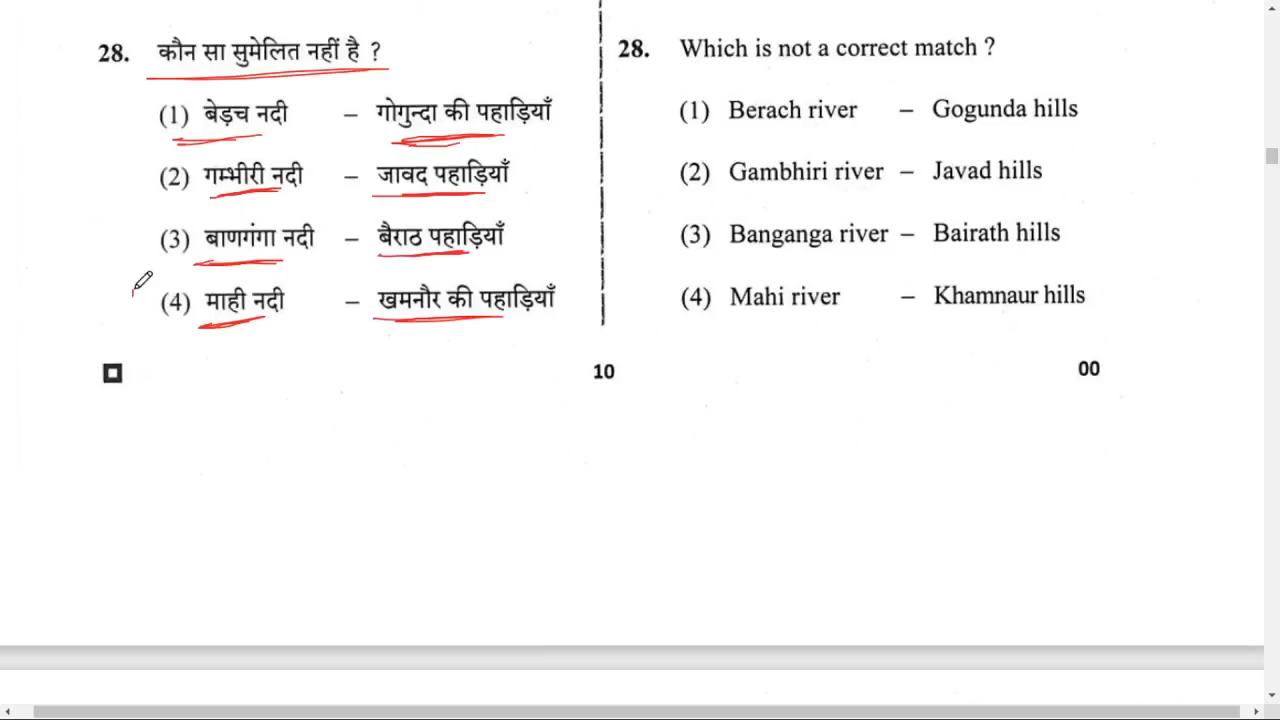 28. कौन सा सुमेलित नहीं है ?
(1) बेड़च नदी – गोगुन्दा की पहाड़ियाँ
(2) गम्भीरी नदी – जावद पहाड़ियाँ
(3) बाणगंगा नदी – बैराठ पहाड़ियाँ
(4) माही नदी – खमनौर की पहाड़ियाँ
28. Which is not a correct match ?
(1) Berach river – Gogunda hills
(2) Gambhiri river – Javad hills
(3) Banganga river – Bairath hills
(4) Mahi river – Khamnaur hills
10
00